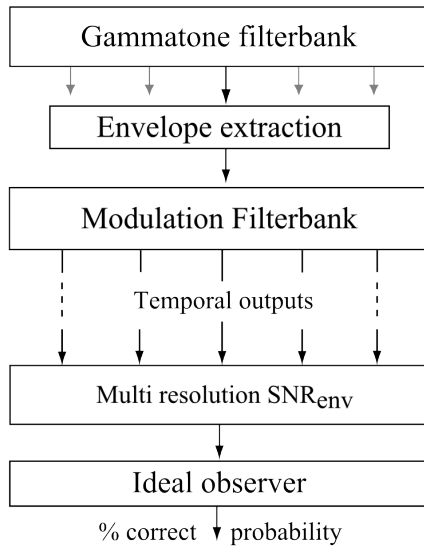 Gammatone filterbank
Envelope extraction
Modulation Filterbank
Temporal outputs
Multi resolution SNRenv
Ideal observer
% correct probability